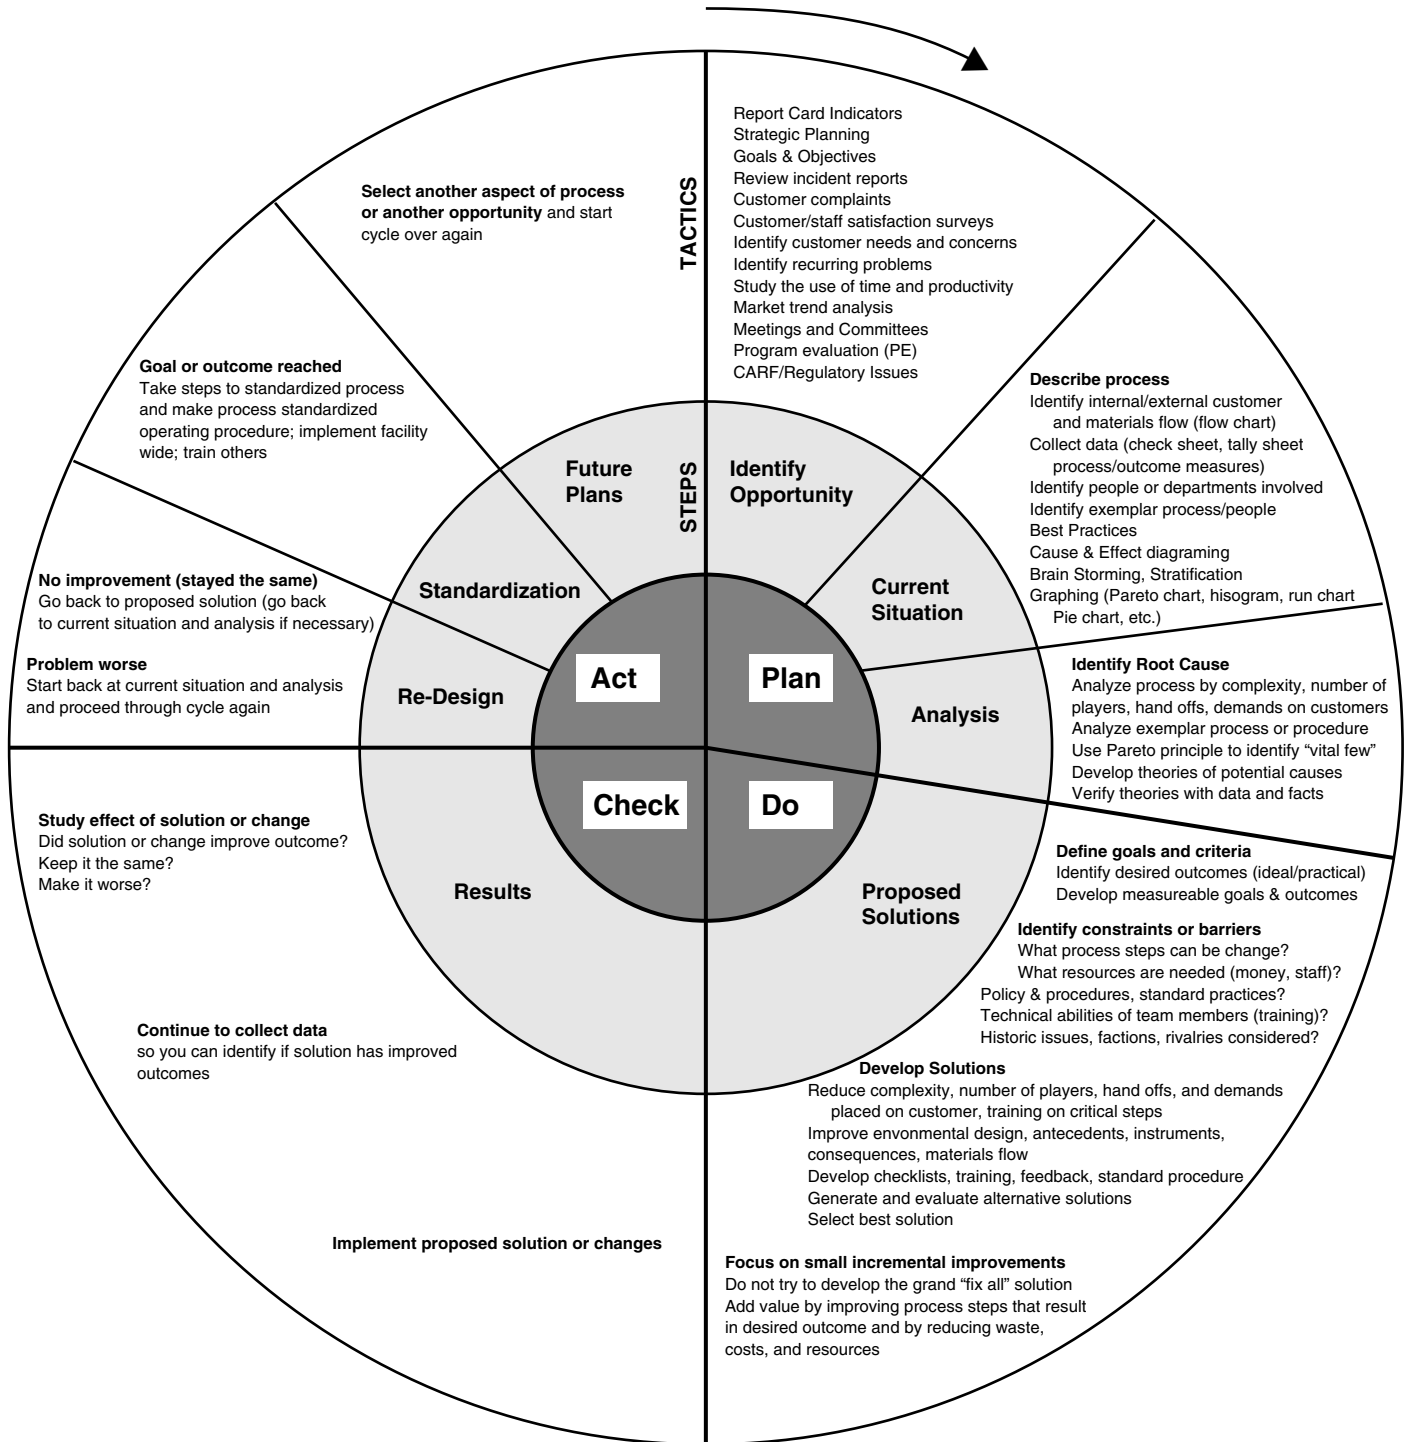 TACTICS
STEPS
Report Card Indicators
Strategic Planning
Goals & Objectives
Review incident reports
Customer complaints
Customer/staff satisfaction surveys
Identify customer needs and concerns
Identify recurring problems
Study the use of time and productivity
Market trend analysis
Meetings and Committees
Program evaluation (PE)
CARF/Regulatory Issues
Identify
Opportunity
Describe process
Identify internal/external customer
and materials flow (flow chart)
Collect data (check sheet, tally sheet
process/outcome measures)
Identify people or departments involved
Identify exemplar process/people
Best Practices
Cause & Effect diagraming
Brain Storming, Stratification
Graphing (Pareto chart, hisogram, run chart
Pie chart, etc.)
Current
Situation
Identify Root Cause
Analyze process by complexity, number of
players, hand offs, demands on customers
Analyze exemplar process or procedure
Use Pareto principle to identify “vital few”
Develop theories of potential causes
Verify theories with data and facts
Analysis
Plan
Do
Proposed
Solutions
Define goals and criteria
Identify desired outcomes (ideal/practical)
Develop measureable goals & outcomes
Identify constraints or barriers
What process steps can be change?
What resources are needed (money, staff)?
Policy & procedures, standard practices?
Technical abilities of team members (training)?
Historic issues, factions, rivalries considered?
Develop Solutions
Reduce complexity, number of players, hand offs, and demands
placed on customer, training on critical steps
Improve envonmental design, antecedents, instruments,
consequences, materials flow
Develop checklists, training, feedback, standard procedure
Generate and evaluate alternative solutions
Select best solution
Focus on small incremental improvements
Do not try to develop the grand “fix all” solution
Add value by improving process steps that result
in desired outcome and by reducing waste,
costs, and resources
Check
Results
Implement proposed solution or changes
Continue to collect data
so you can identify if solution has improved
outcomes
Study effect of solution or change
Did solution or change improve outcome?
Keep it the same?
Make it worse?
Act
Re-Design
No improvement (stayed the same)
Go back to proposed solution (go back
to current situation and analysis if necessary)
Problem worse
Start back at current situation and analysis
and proceed through cycle again
Standardization
Goal or outcome reached
Take steps to standardized process
and make process standardized
operating procedure; implement facility
wide; train others
Future
Plans
Select another aspect of process
or another opportunity and start
cycle over again